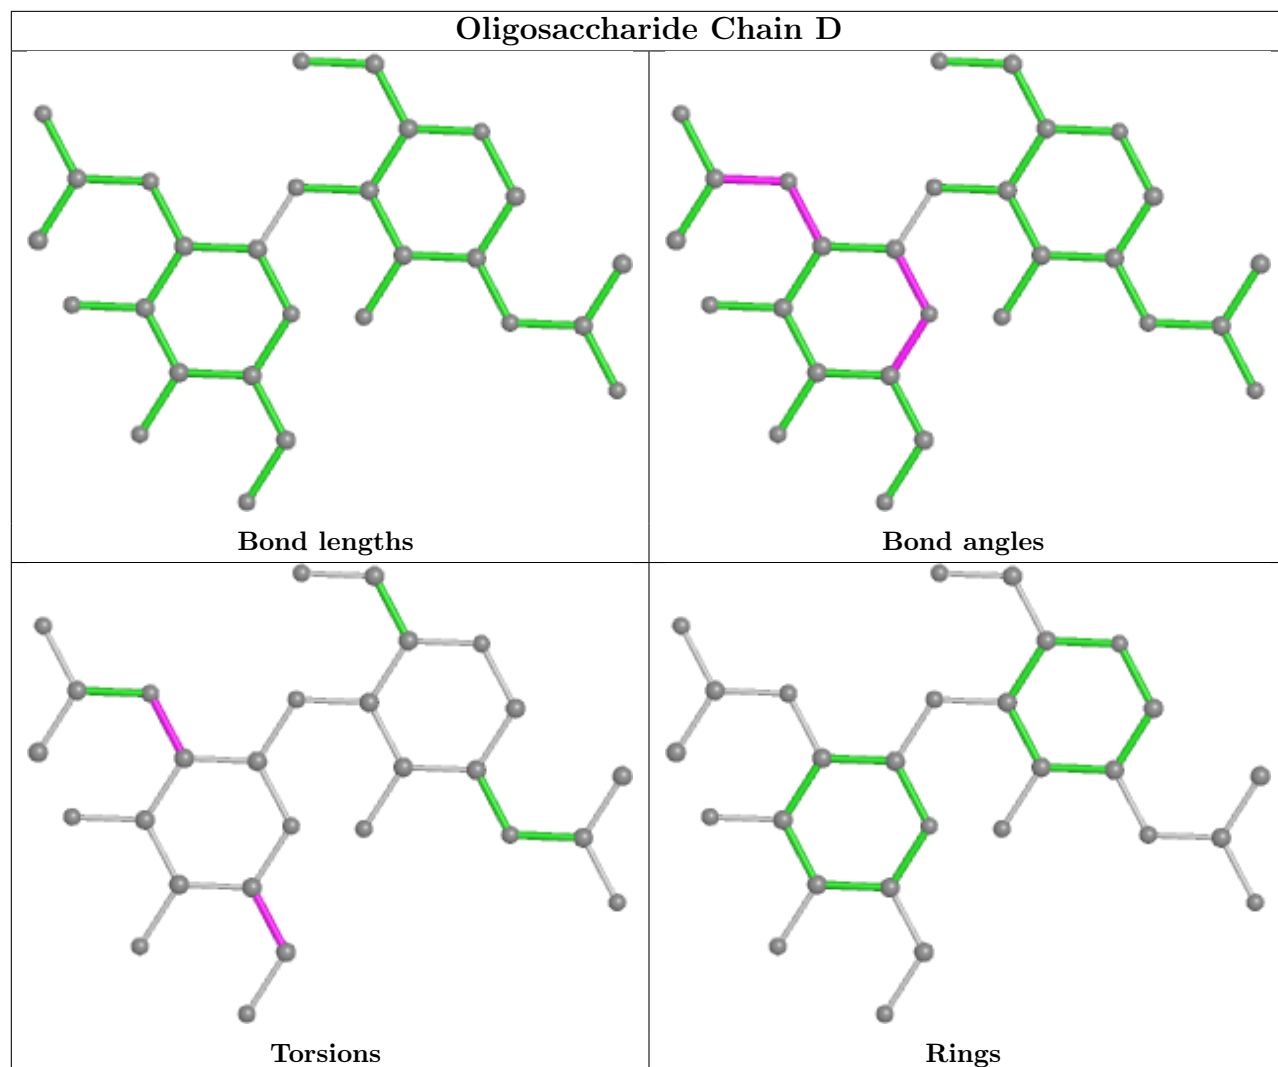 Oligosaccharide Chain D
Bond lengths
Bond angles
Torsions
Rings